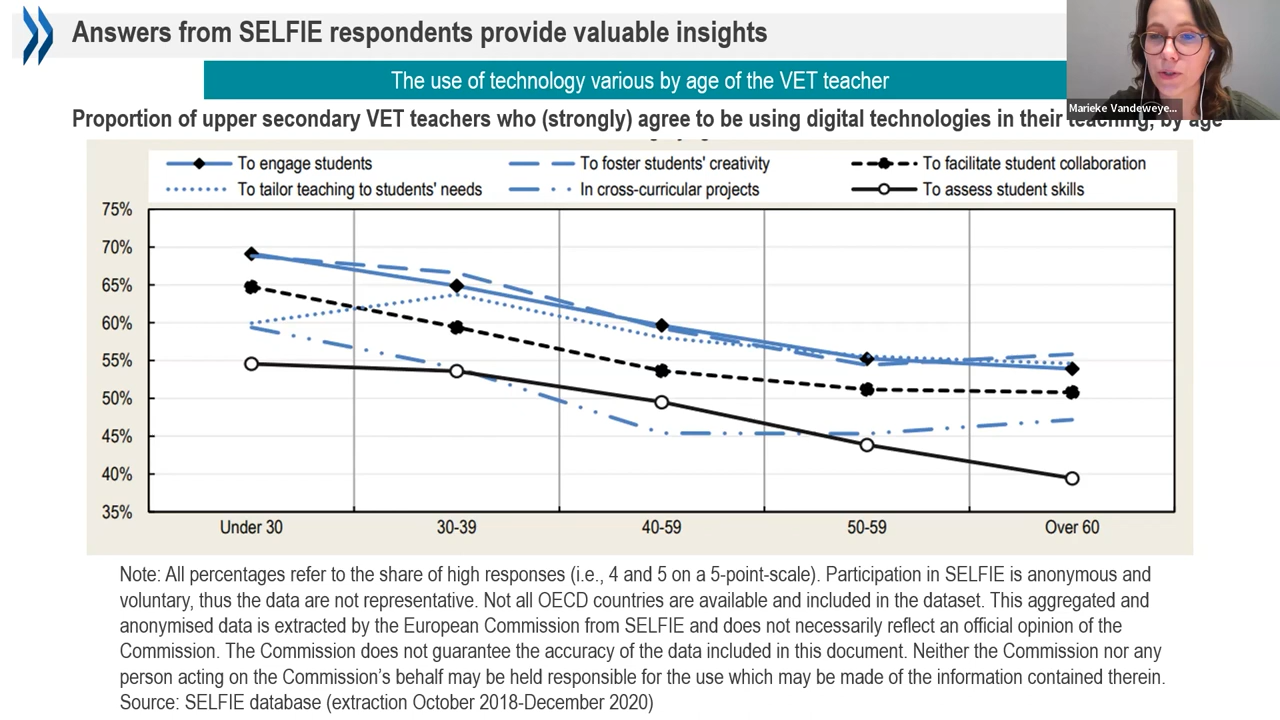 Answers from SELFIE respondents provide valuable insights
The use of technology various by age of the VET teacher
Marieke Vandeweye...
Proportion of upper secondary VET teachers who (strongly) agree to be using digital technologies in their teaching, by age
To engage students
To foster students' creativity
To facilitate student collaboration
To tailor teaching to students' needs
In cross-curricular projects
To assess student skills
75%
70%
65%
60%
55%
50%
45%
40%
35%
Under 30
30-39
40-59
50-59
Over 60
Note: All percentages refer to the share of high responses (i.e., 4 and 5 on a 5-point-scale). Participation in SELFIE is anonymous and
voluntary, thus the data are not representative. Not all OECD countries are available and included in the dataset. This aggregated and
anonymised data is extracted by the European Commission from SELFIE and does not necessarily reflect an official opinion of the
Commission. The Commission does not guarantee the accuracy of the data included in this document. Neither the Commission nor any
person acting on the Commission's behalf may be held responsible for the use which may be made of the information contained therein.
Source: SELFIE database (extraction October 2018-December 2020)